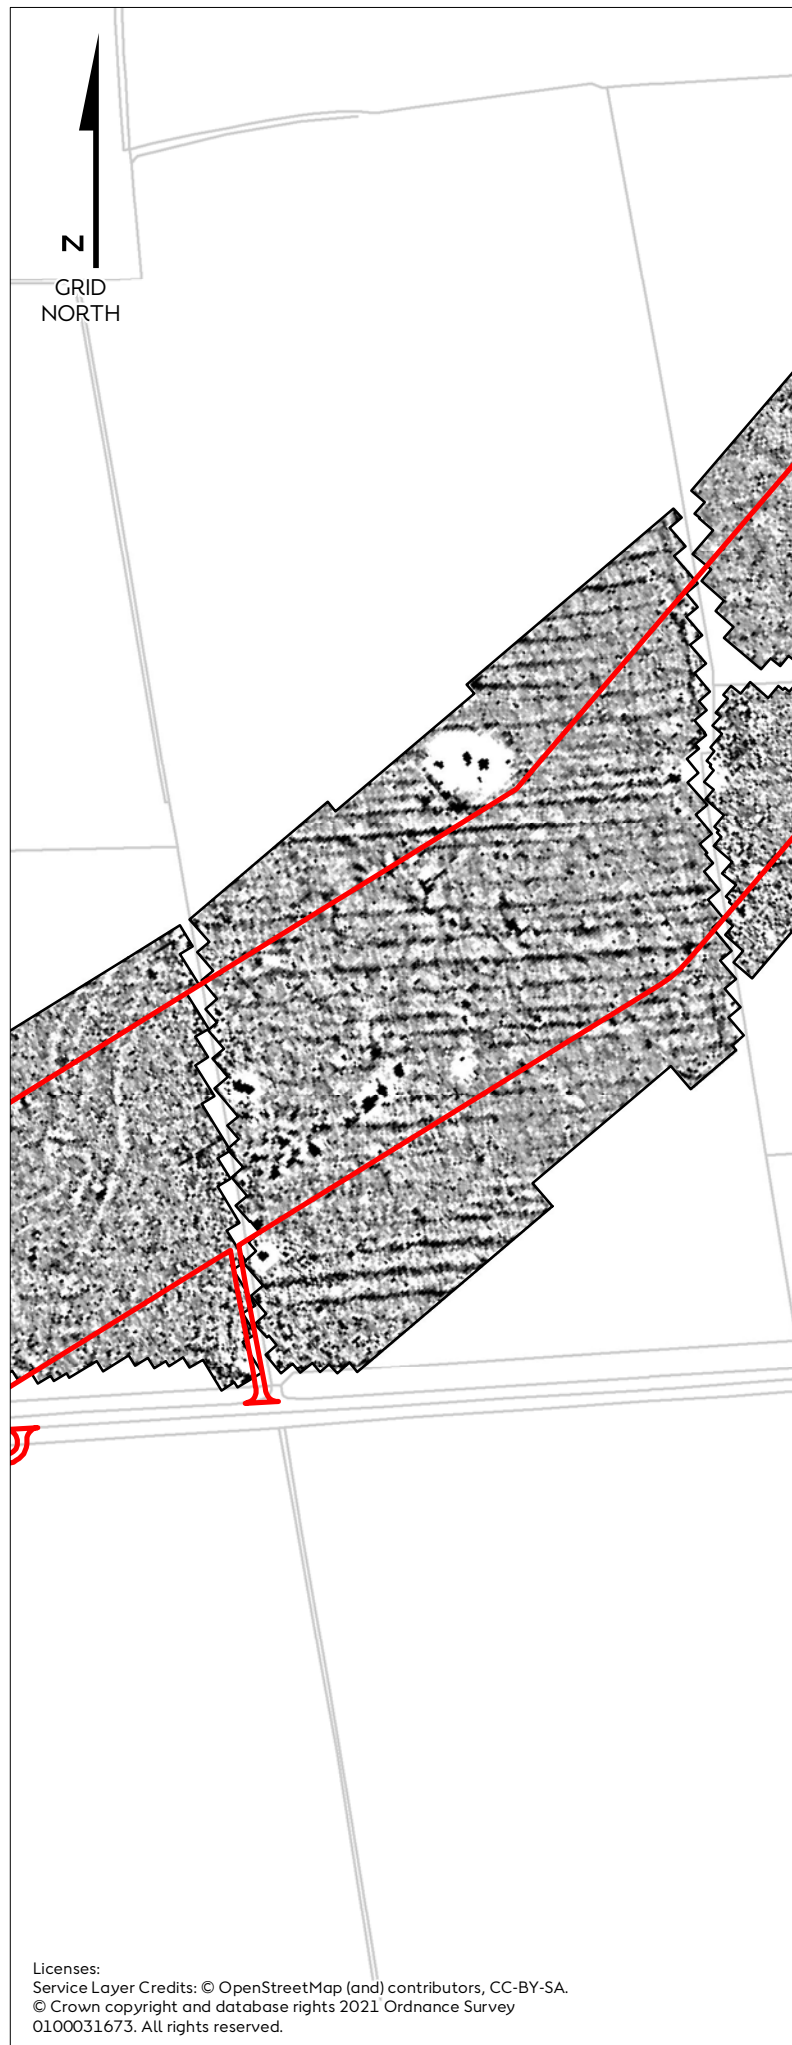 N
GRID
NORTH
Licenses:
Service Layer Credits: © OpenStreetMap (and) contributors, CC-BY-SA.
© Crown copyright and database rights 2021 Ordnance Survey
0100031673. All rights reserved.